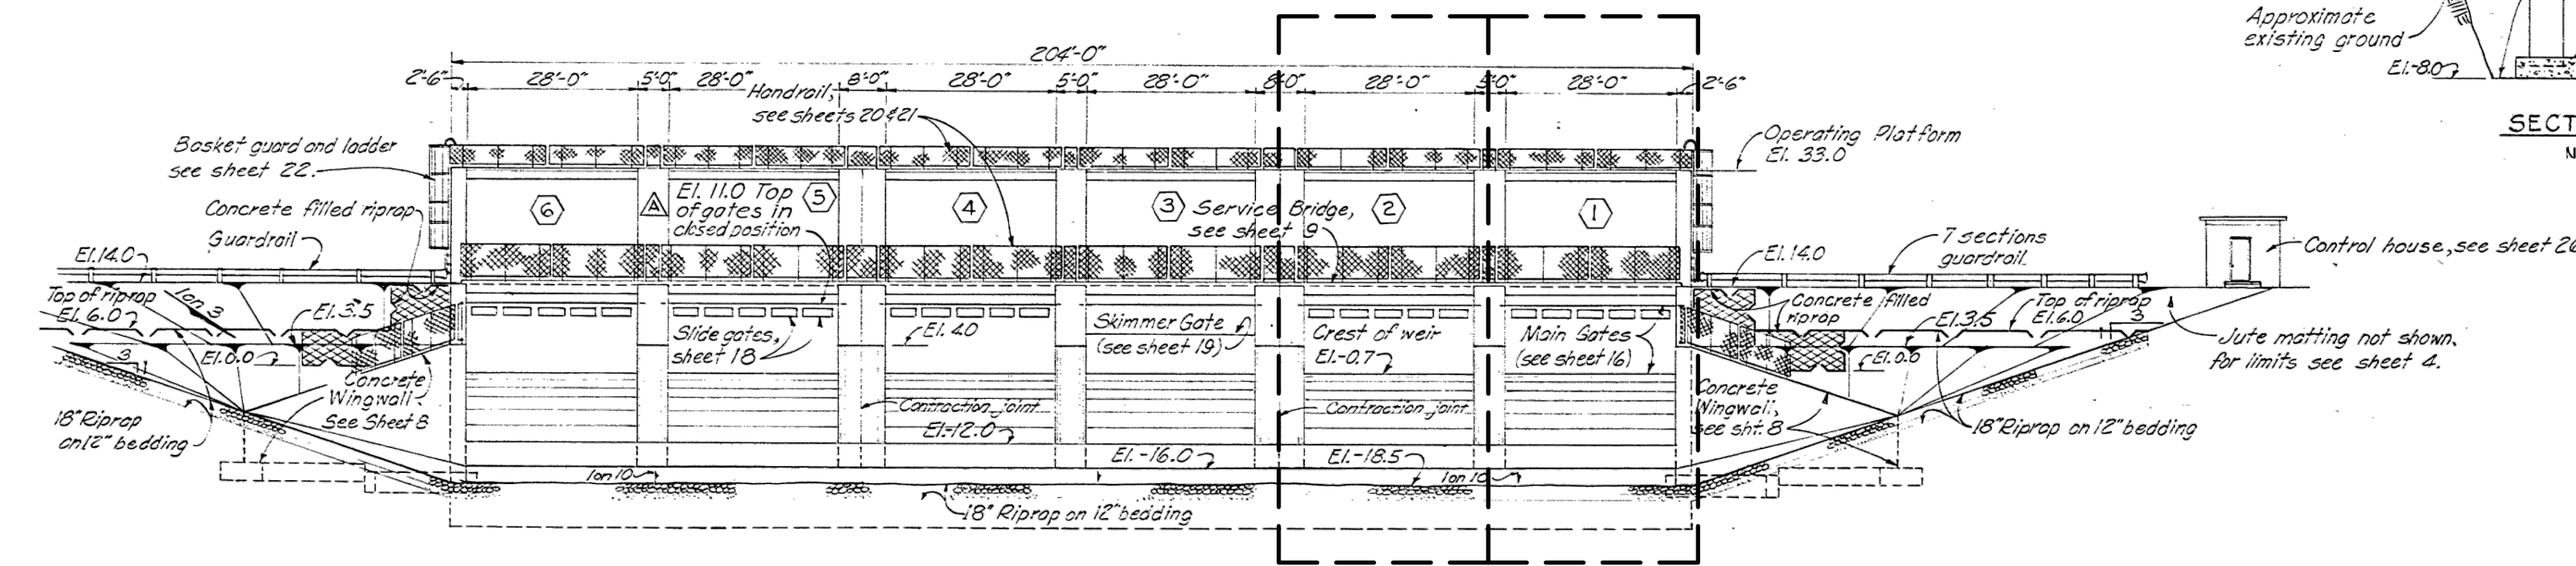 Approximate
existing ground
El.-8.0
SECT
N
204'-0"
2'-6" 28'-0" 5'-0" 28'-0" 8'-0" 28'-0" 5'-0" 28'-0" 8'-0" 28'-0" 5'-0" 28'-0" 2'-6"
Handrail,
see sheets 20 & 21
Basket guard and ladder
see sheet 22.
Operating Platform
El. 33.0
Concrete filled riprap
Guardrail
El. 14.0
6
A
El. 11.0 Top
of gates in
closed position
5
4
3
Service Bridge,
see sheet 9
2
1
El. 14.0
7 sections
guardrail.
Control house, see sheet 26
Top of riprap
El. 6.0
1 on 3
El. 3.5
El. 0.0
3
1
Slide gates,
sheet 18
El. 4.0
Skimmer Gate
(see sheet 19)
Crest of weir
El.-0.7
Main Gates
(see sheet 16)
Concrete filled
riprap
Top of riprap
El. 6.0
El. 3.5
El. 0.0
3
1
Jute matting not shown,
for limits see sheet 4.
Concrete
Wingwall
See Sheet 8
18" Riprap
on 12" bedding
Contraction joint
El.-12.0
Contraction joint
Concrete
Wingwall,
see sht. 8
18" Riprap on 12" bedding
El. -16.0
El. -18.5
1 on 10
1 on 10
18" Riprap on 12" bedding